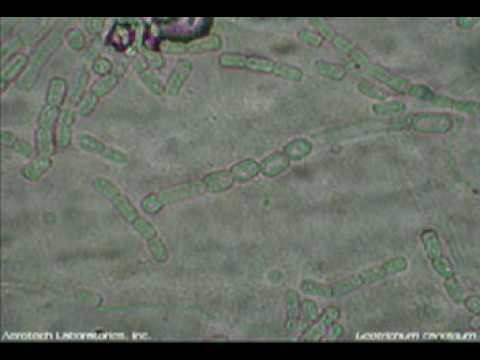 Aerotech Laboratories, Inc.
Geotrichum candidum